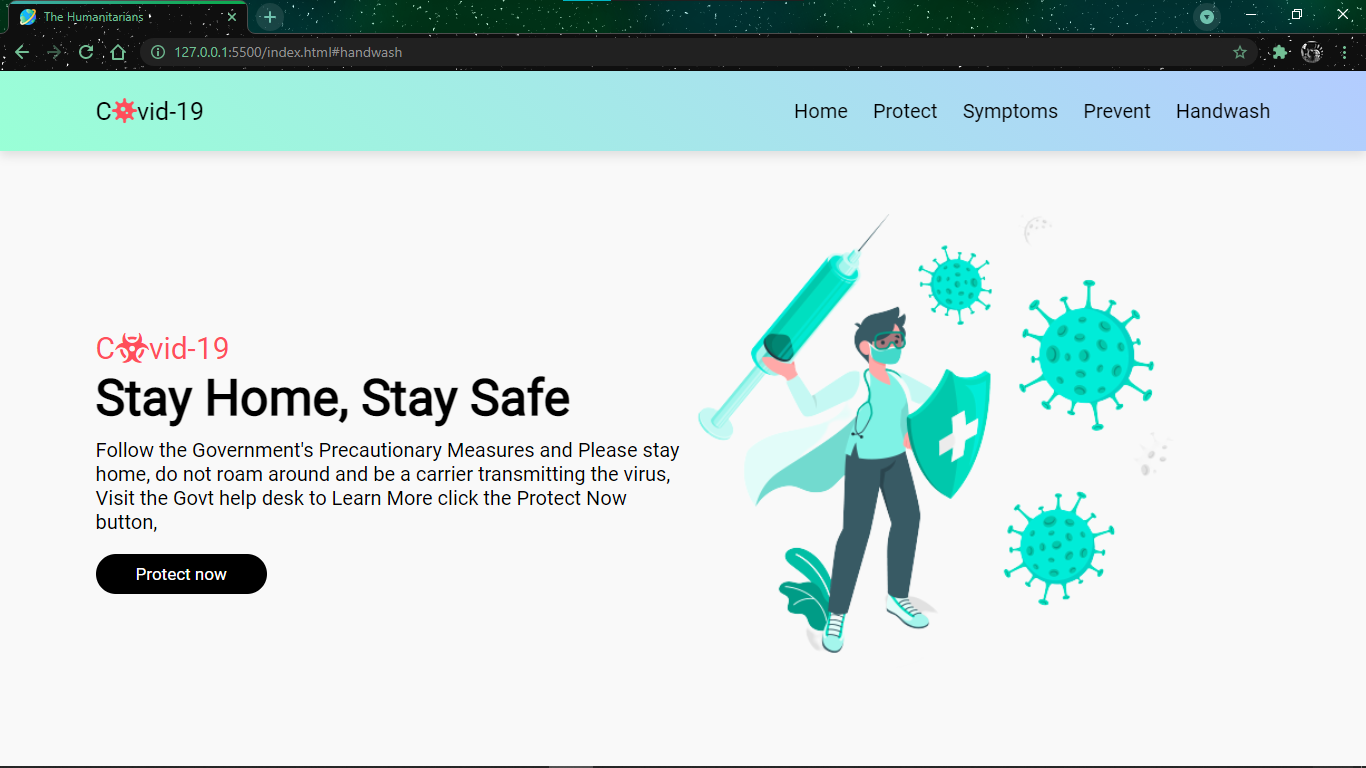 The Humanitarians
127.0.0.1:5500/index.html#handwash
Cvid-19
Home Protect Symptoms Prevent Handwash
Cvid-19
Stay Home, Stay Safe
Follow the Government's Precautionary Measures and Please stay
home, do not roam around and be a carrier transmitting the virus,
Visit the Govt help desk to Learn More click the Protect Now
button,
Protect now